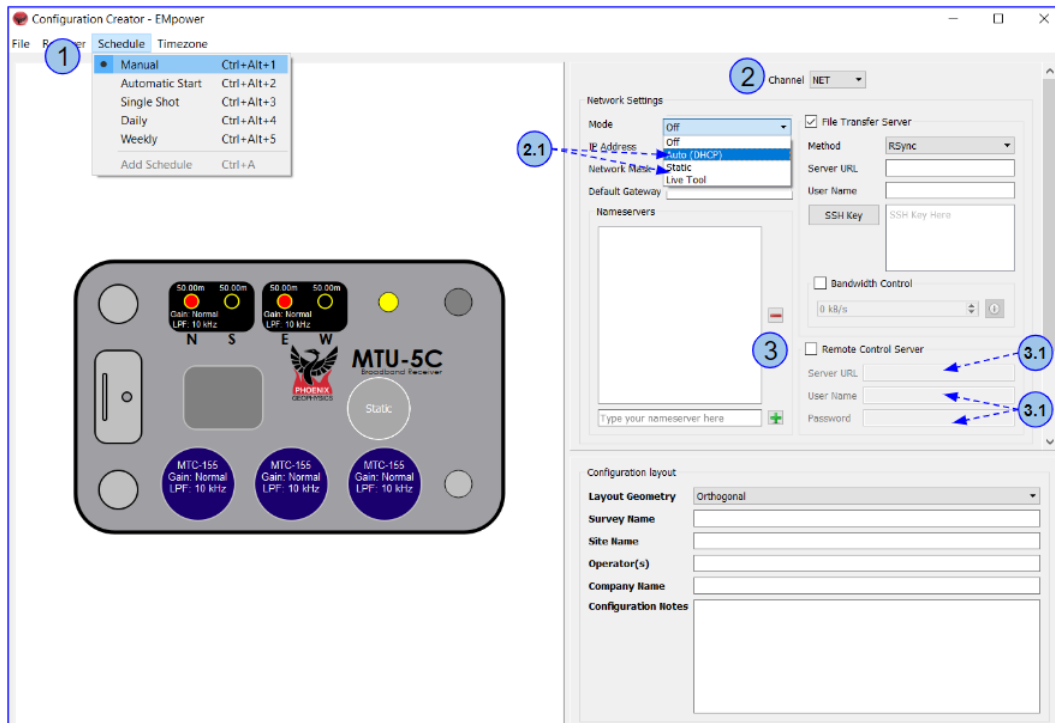 Configuration Creator - EMpower
File Schedule Timezone
1
Manual Ctrl+Alt+1
Automatic Start Ctrl+Alt+2
Single Shot Ctrl+Alt+3
Daily Ctrl+Alt+4
Weekly Ctrl+Alt+5
Add Schedule Ctrl+A
50.00m 50.00m 50.00m 50.00m
Gain: Normal Gain: Normal
LPF: 10 kHz LPF: 10 kHz
N S E W
PHOENIX
GEOPHYSICS
MTU-5C
Broadband Receiver
Static
MTC-155 MTC-155 MTC-155
Gain: Normal Gain: Normal Gain: Normal
LPF: 10 kHz LPF: 10 kHz LPF: 10 kHz
2
Channel NET
Network Settings
Mode Off
Off
2.1
IP Address Auto (DHCP)
Network Mask Static
Live Tool
Default Gateway
Nameservers
Type your nameserver here
File Transfer Server
Method RSync
Server URL
User Name
SSH Key SSH Key Here
Bandwidth Control
0 kB/s
3
Remote Control Server
3.1
Server URL
User Name
3.1
Password
Configuration layout
Layout Geometry Orthogonal
Survey Name
Site Name
Operator(s)
Company Name
Configuration Notes